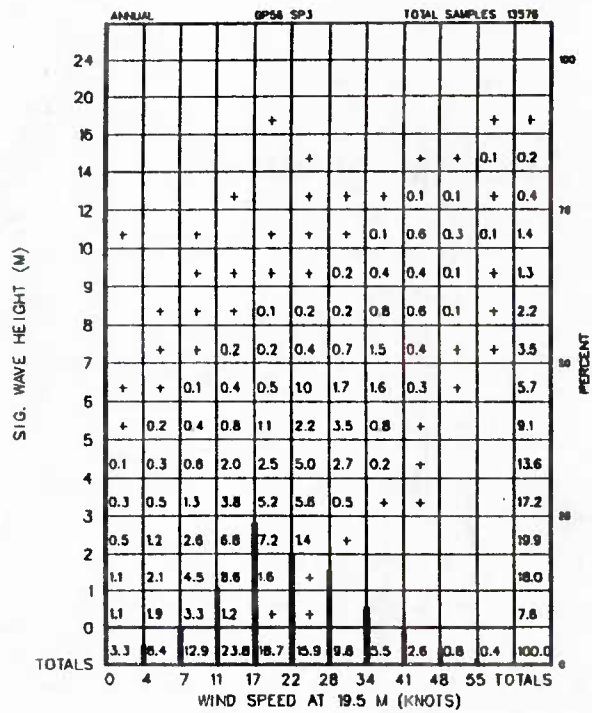 ANNUAL GP56 SP3 TOTAL SAMPLES 13576
24 100
20
+ + +
16
+ + + 0.1 0.2
14
+ + + + 0.1 0.1 + 0.4
12
+ + + + + 0.1 0.6 0.3 0.1 1.4
10
+ + + + 0.2 0.4 0.4 0.1 + 1.3
9
+ + + 0.1 0.2 0.2 0.8 0.6 0.1 + 2.2
8
+ + 0.2 0.2 0.4 0.7 1.5 0.4 + + 3.5
7 50
+ + 0.1 0.4 0.5 1.0 1.7 1.6 0.3 + 5.7
6
+ 0.2 0.4 0.8 1.1 2.2 3.5 0.8 + 9.1
5
0.1 0.3 0.6 2.0 2.5 5.0 2.7 0.2 + 13.6
4
0.3 0.5 1.3 3.8 5.2 5.6 0.5 + + 17.2
3
0.5 1.2 2.6 6.8 7.2 1.4 + 19.9
2
1.1 2.1 4.5 8.6 1.6 + 18.0
1
1.1 1.9 3.3 1.2 + + 7.6
0
3.3 6.4 12.9 23.8 18.7 15.9 9.8 5.5 2.6 0.8 0.4 100.0
TOTALS 0
0 4 7 11 17 22 28 34 41 48 55 TOTALS
WIND SPEED AT 19.5 M (KNOTS)
SIG. WAVE HEIGHT (M)
PERCENT